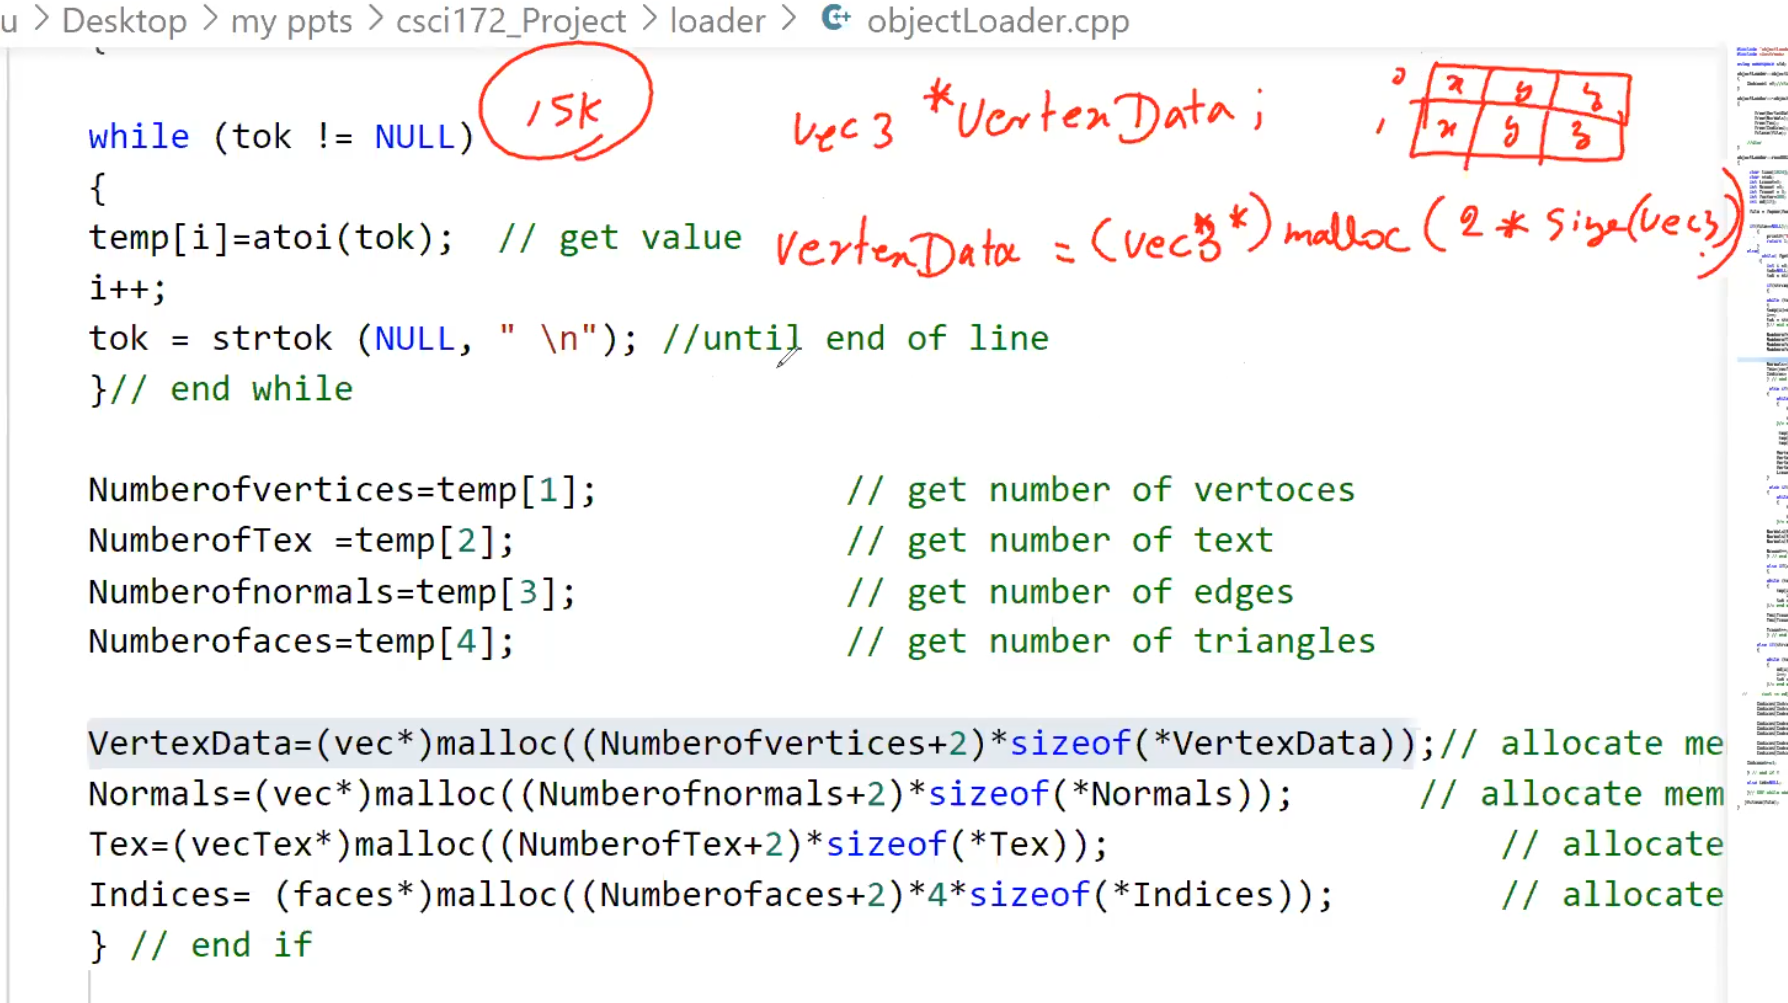 u > Desktop > my ppts > csci172_Project > loader > objectLoader.cpp
{
15K
vec3 *VertexData;
0 x y z
1 x y z
while (tok != NULL)
{
temp[i]=atoi(tok); // get value
VertexData = (vec3**) malloc (2 * Size(vec3))
i++;
tok = strtok (NULL, " \n"); //until end of line
}// end while
Numberofvertices=temp[1]; // get number of vertoces
NumberofTex =temp[2]; // get number of text
Numberofnormals=temp[3]; // get number of edges
Numberofaces=temp[4]; // get number of triangles
VertexData=(vec*)malloc((Numberofvertices+2)*sizeof(*VertexData));// allocate me
Normals=(vec*)malloc((Numberofnormals+2)*sizeof(*Normals)); // allocate mem
Tex=(vecTex*)malloc((NumberofTex+2)*sizeof(*Tex)); // allocate
Indices= (faces*)malloc((Numberofaces+2)*4*sizeof(*Indices)); // allocate
} // end if